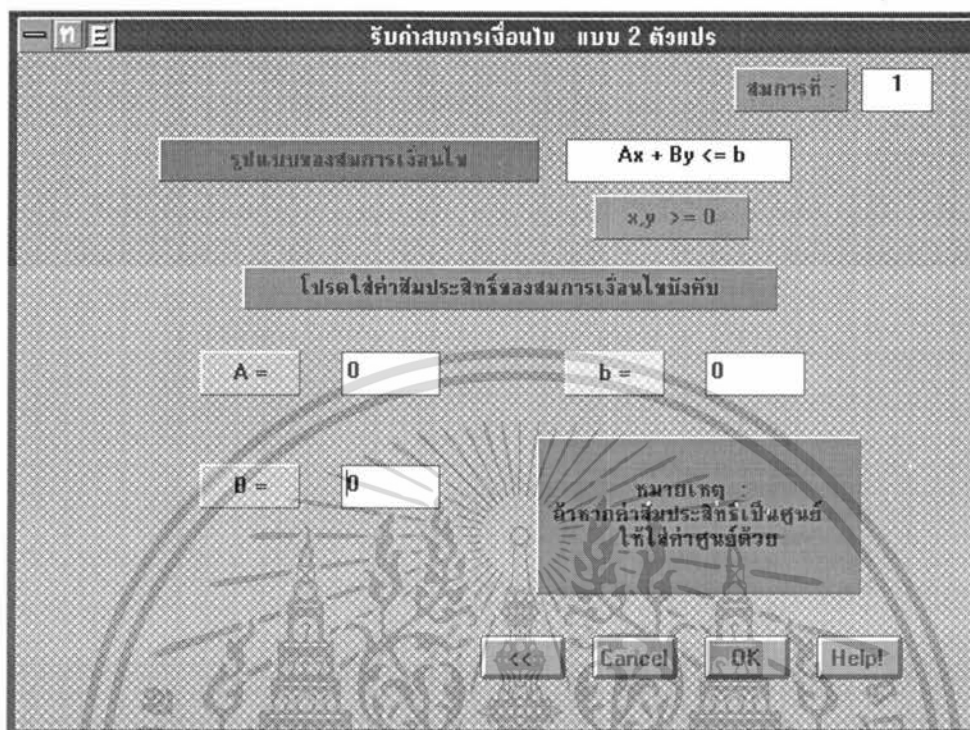 ท E รับค่าสมการเงื่อนไข แบบ 2 ตัวแปร
สมการที่ : 1
รูปแบบของสมการเงื่อนไข Ax + By <= b
x,y >= 0
โปรดใส่ค่าสัมประสิทธิ์ของสมการเงื่อนไขบังคับ
A = 0 b = 0
B = 0
หมายเหตุ :
ถ้าหากค่าสัมประสิทธิ์เป็นศูนย์
ให้ใส่ค่าศูนย์ด้วย
<< Cancel OK Help!